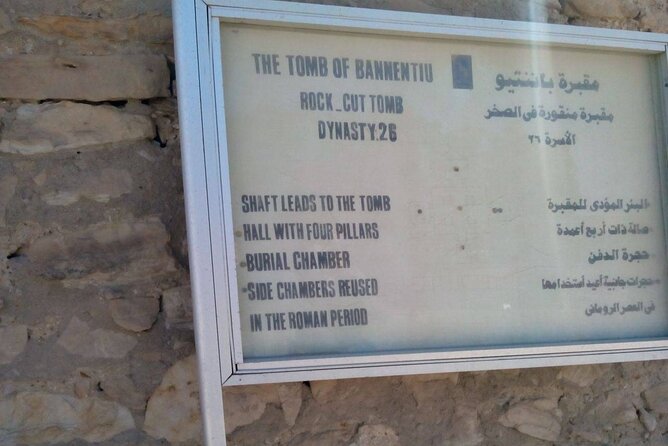 THE TOMB OF BANNENTIU
ROCK_CUT TOMB
DYNASTY.26
SHAFT LEADS TO THE TOMB
HALL WITH FOUR PILLARS
BURIAL CHAMBER
SIDE CHAMBERS REUSED
IN THE ROMAN PERIOD
مقبرة باننتيو
مقبرة منقورة فى الصخر
الأسرة ٢٦
البئر المؤدى للمقبرة
صالة ذات أربع أعمدة
حجرة الدفن
حجرات جانبية أعيد أستخدامها
فى العصر الرومانى